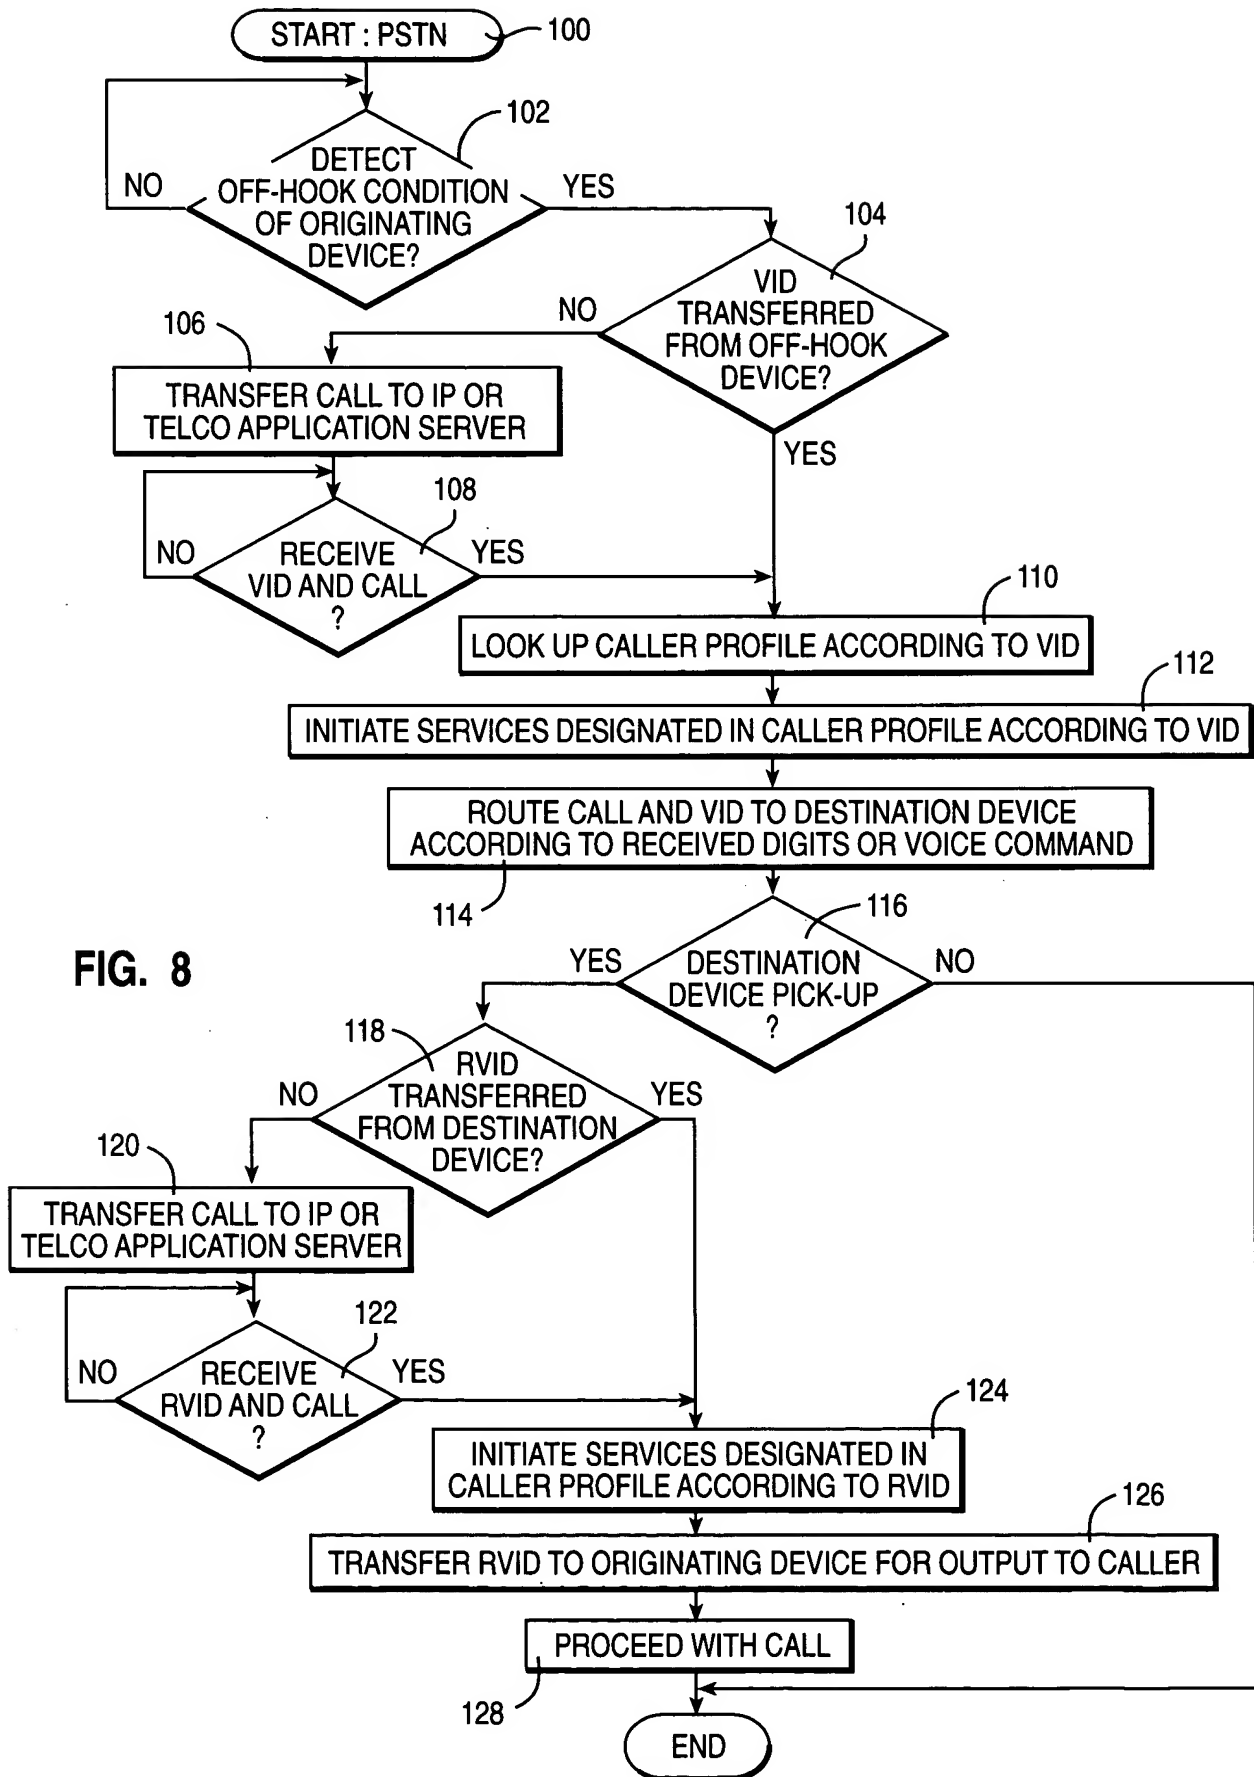 START : PSTN
100
102
DETECT
OFF-HOOK CONDITION
OF ORIGINATING
DEVICE?
NO
YES
104
VID
TRANSFERRED
FROM OFF-HOOK
DEVICE?
NO
YES
106
TRANSFER CALL TO IP OR
TELCO APPLICATION SERVER
108
RECEIVE
VID AND CALL
?
NO
YES
110
LOOK UP CALLER PROFILE ACCORDING TO VID
112
INITIATE SERVICES DESIGNATED IN CALLER PROFILE ACCORDING TO VID
ROUTE CALL AND VID TO DESTINATION DEVICE
ACCORDING TO RECEIVED DIGITS OR VOICE COMMAND
114
116
FIG. 8
YES
DESTINATION
DEVICE PICK-UP
?
NO
118
RVID
TRANSFERRED
FROM DESTINATION
DEVICE?
NO
YES
120
TRANSFER CALL TO IP OR
TELCO APPLICATION SERVER
122
RECEIVE
RVID AND CALL
?
NO
YES
124
INITIATE SERVICES DESIGNATED IN
CALLER PROFILE ACCORDING TO RVID
126
TRANSFER RVID TO ORIGINATING DEVICE FOR OUTPUT TO CALLER
PROCEED WITH CALL
128
END